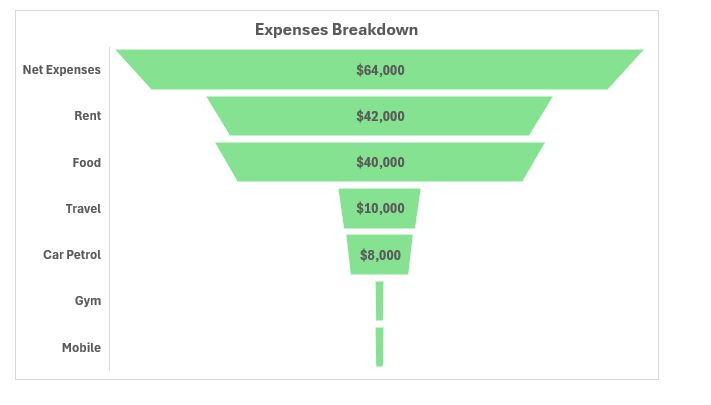 Expenses Breakdown
Net Expenses $64,000
Rent $42,000
Food $40,000
Travel $10,000
Car Petrol $8,000
Gym
Mobile